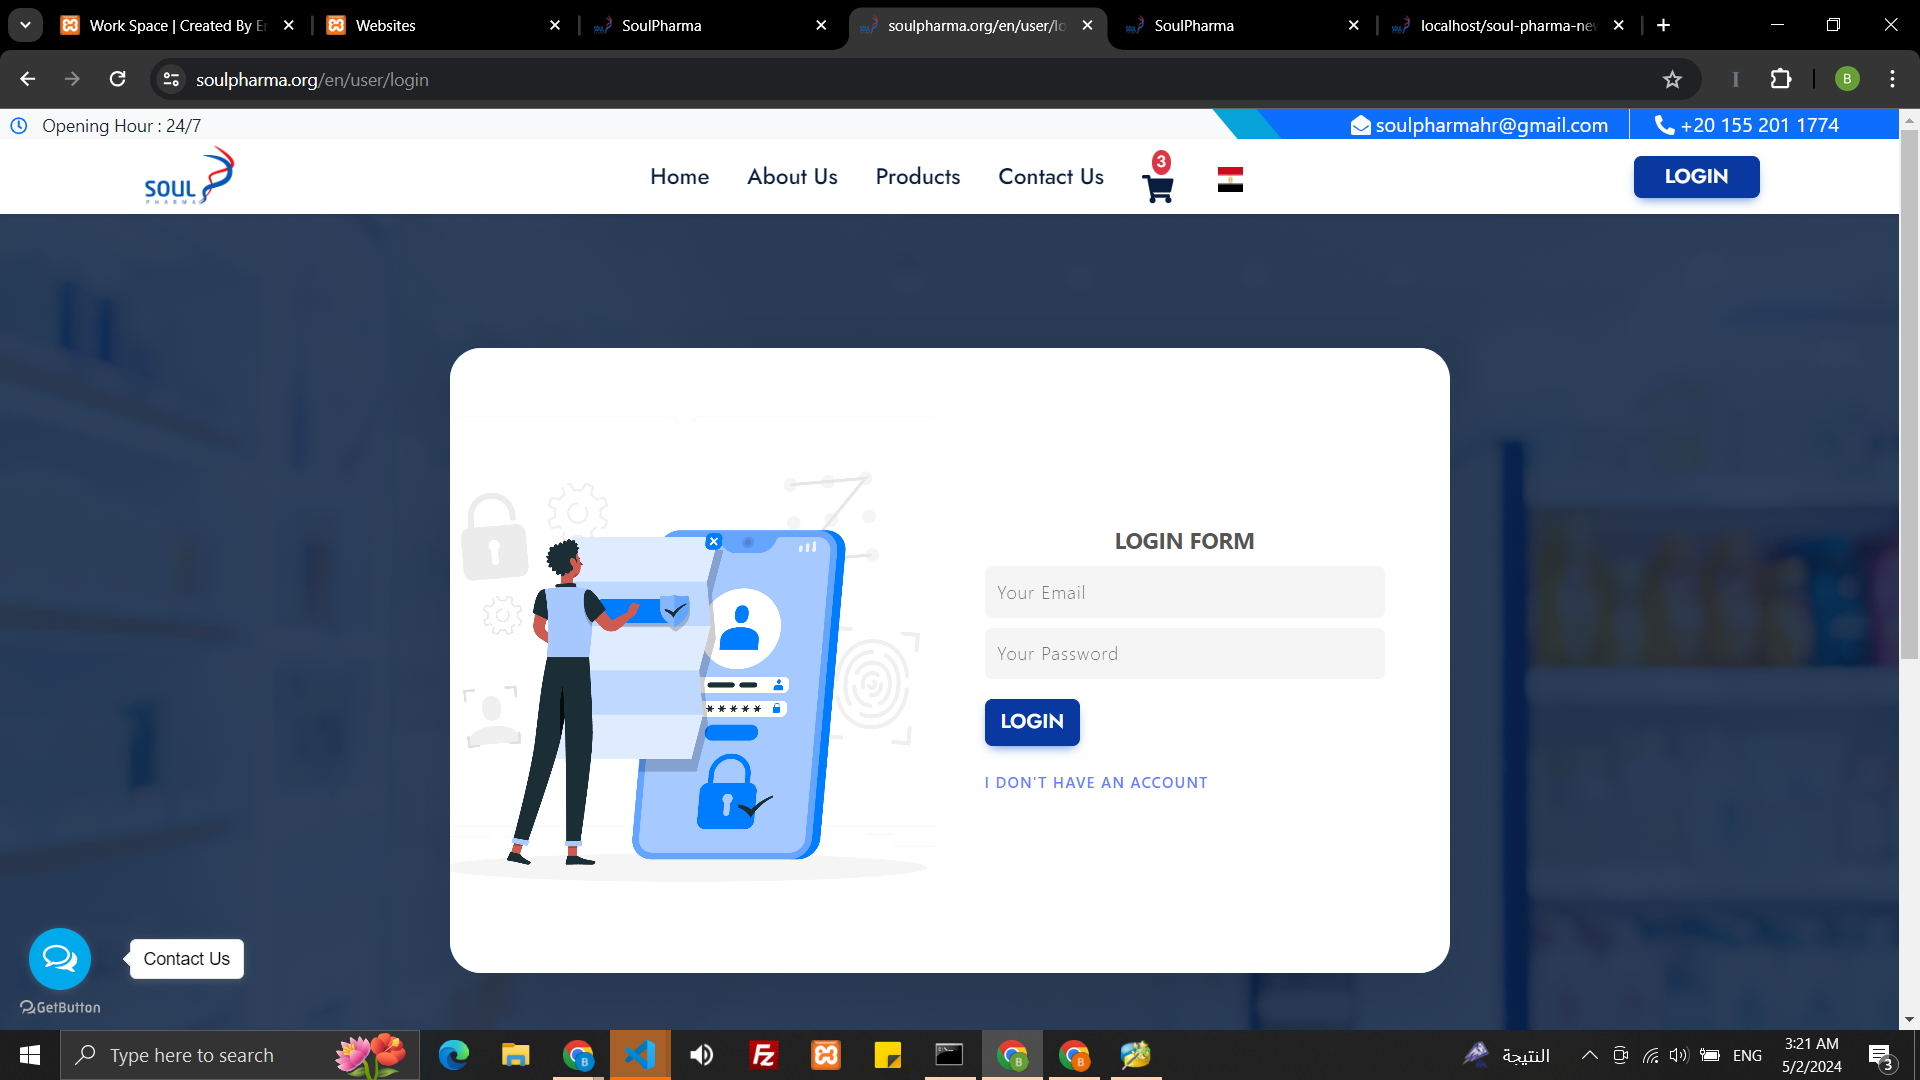 Work Space | Created By Er
Websites
SoulPharma
soulpharma.org/en/user/lo
SoulPharma
localhost/soul-pharma-nev
soulpharma.org/en/user/login
B
Opening Hour : 24/7
soulpharmahr@gmail.com
+20 155 201 1774
SOUL
PHARMA
Home
About Us
Products
Contact Us
3
LOGIN
LOGIN FORM
Your Email
Your Password
LOGIN
I DON'T HAVE AN ACCOUNT
Contact Us
GetButton
Type here to search
النتيجة
ENG
3:21 AM
5/2/2024
3